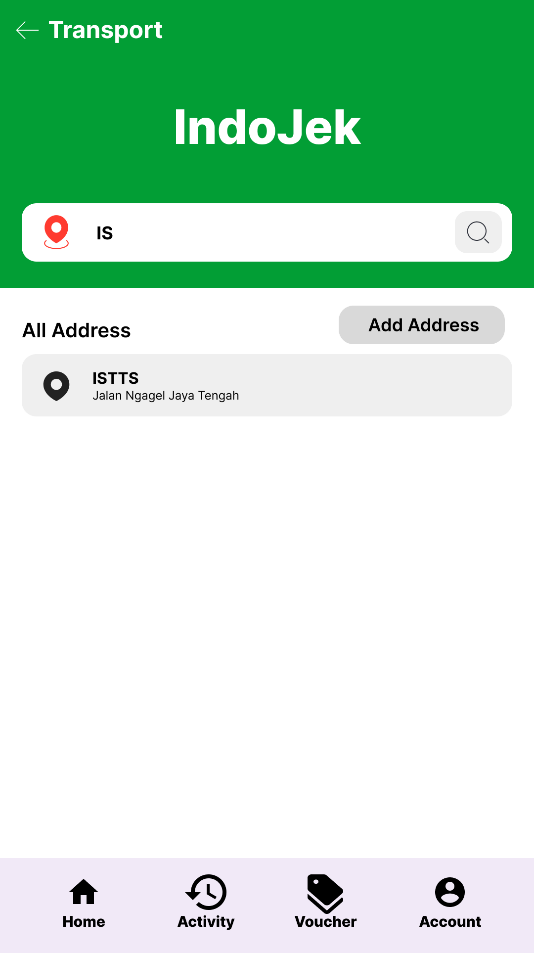 Transport
IndoJek
IS
All Address
Add Address
ISTTS
Jalan Ngagel Jaya Tengah
Home
Activity
Voucher
Account